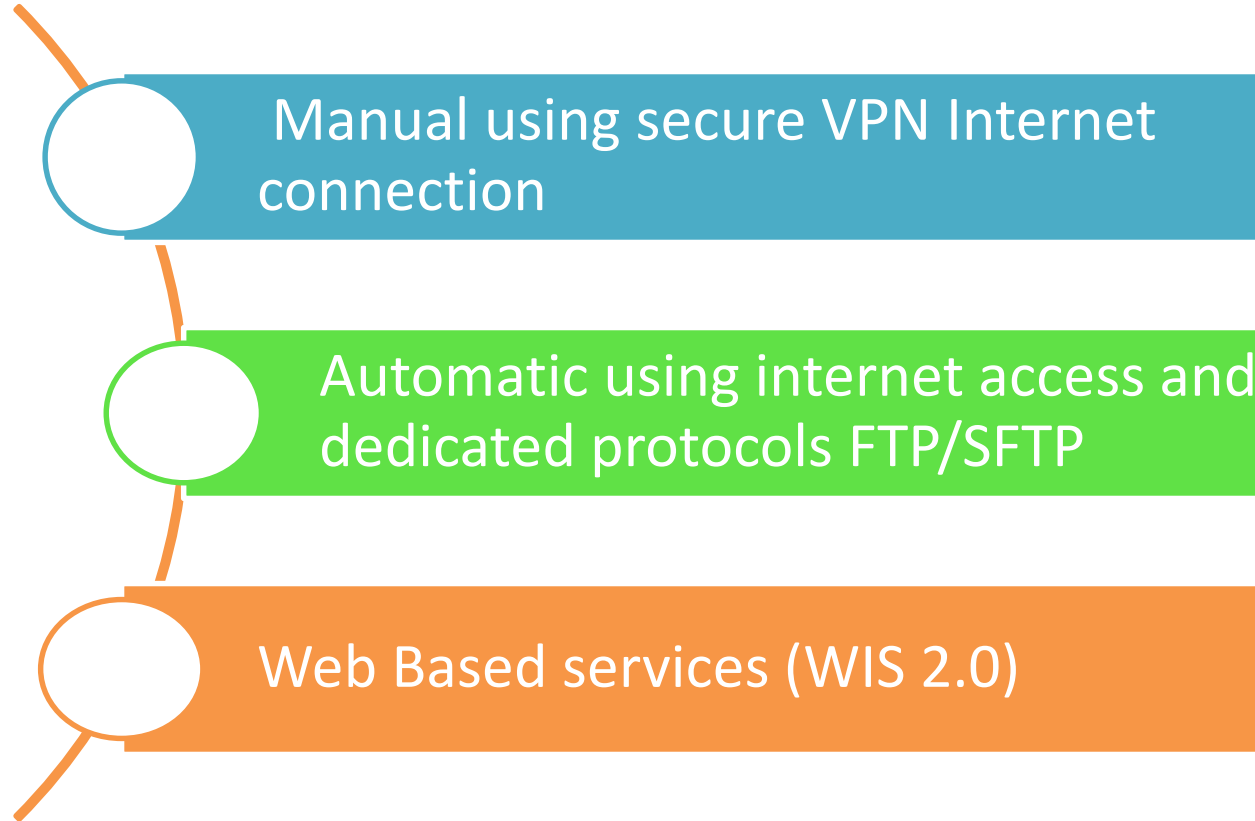 Manual using secure VPN Internet
connection
Automatic using internet access and
dedicated protocols FTP/SFTP
Web Based services (WIS 2.0)